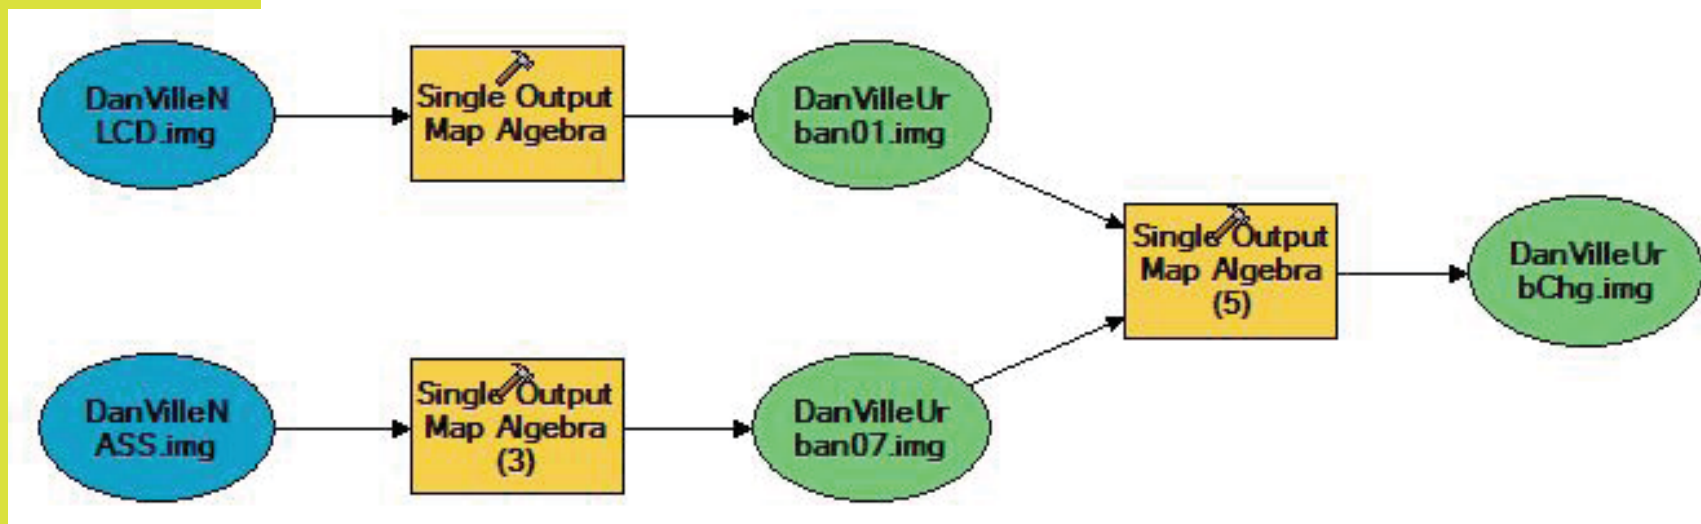 DanVilleN
LCD.img
Single Output
Map Algebra
DanVilleUr
ban01.img
DanVilleN
ASS.img
Single Output
Map Algebra
(3)
DanVilleUr
ban07.img
Single Output
Map Algebra
(5)
DanVilleUr
bChg.img